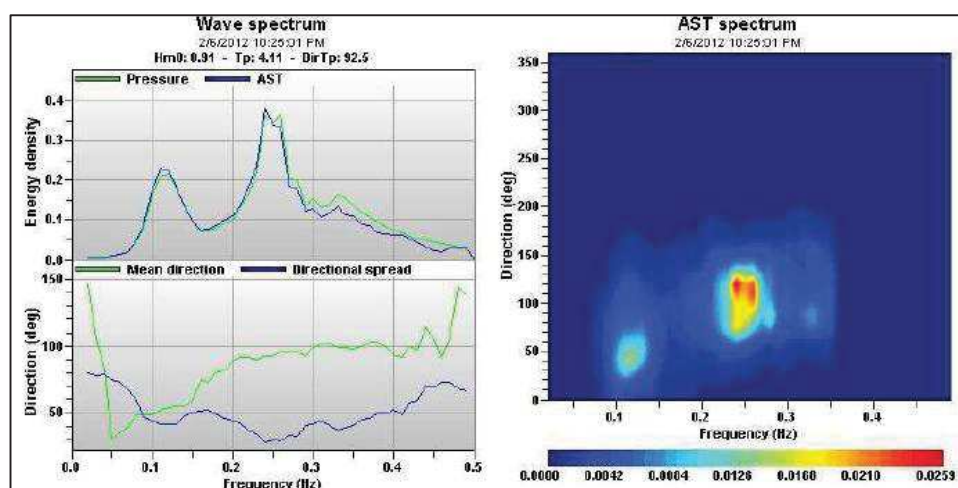 Wave spectrum
2/6/2012 10:25:01 PM
Hm0: 0.91 - Tp: 4.11 - DirTp: 92.5
Pressure AST
Energy density
0.4
0.3
0.2
0.1
0.0
Mean direction Directional spread
Direction (deg)
150
100
50
0.0 0.1 0.2 0.3 0.4 0.5
Frequency (Hz)
AST spectrum
2/6/2012 10:25:01 PM
Direction (deg)
350
300
250
200
150
100
50
0
0.1 0.2 0.3 0.4
Frequency (Hz)
0.0000 0.0042 0.0084 0.0126 0.0168 0.0210 0.0259